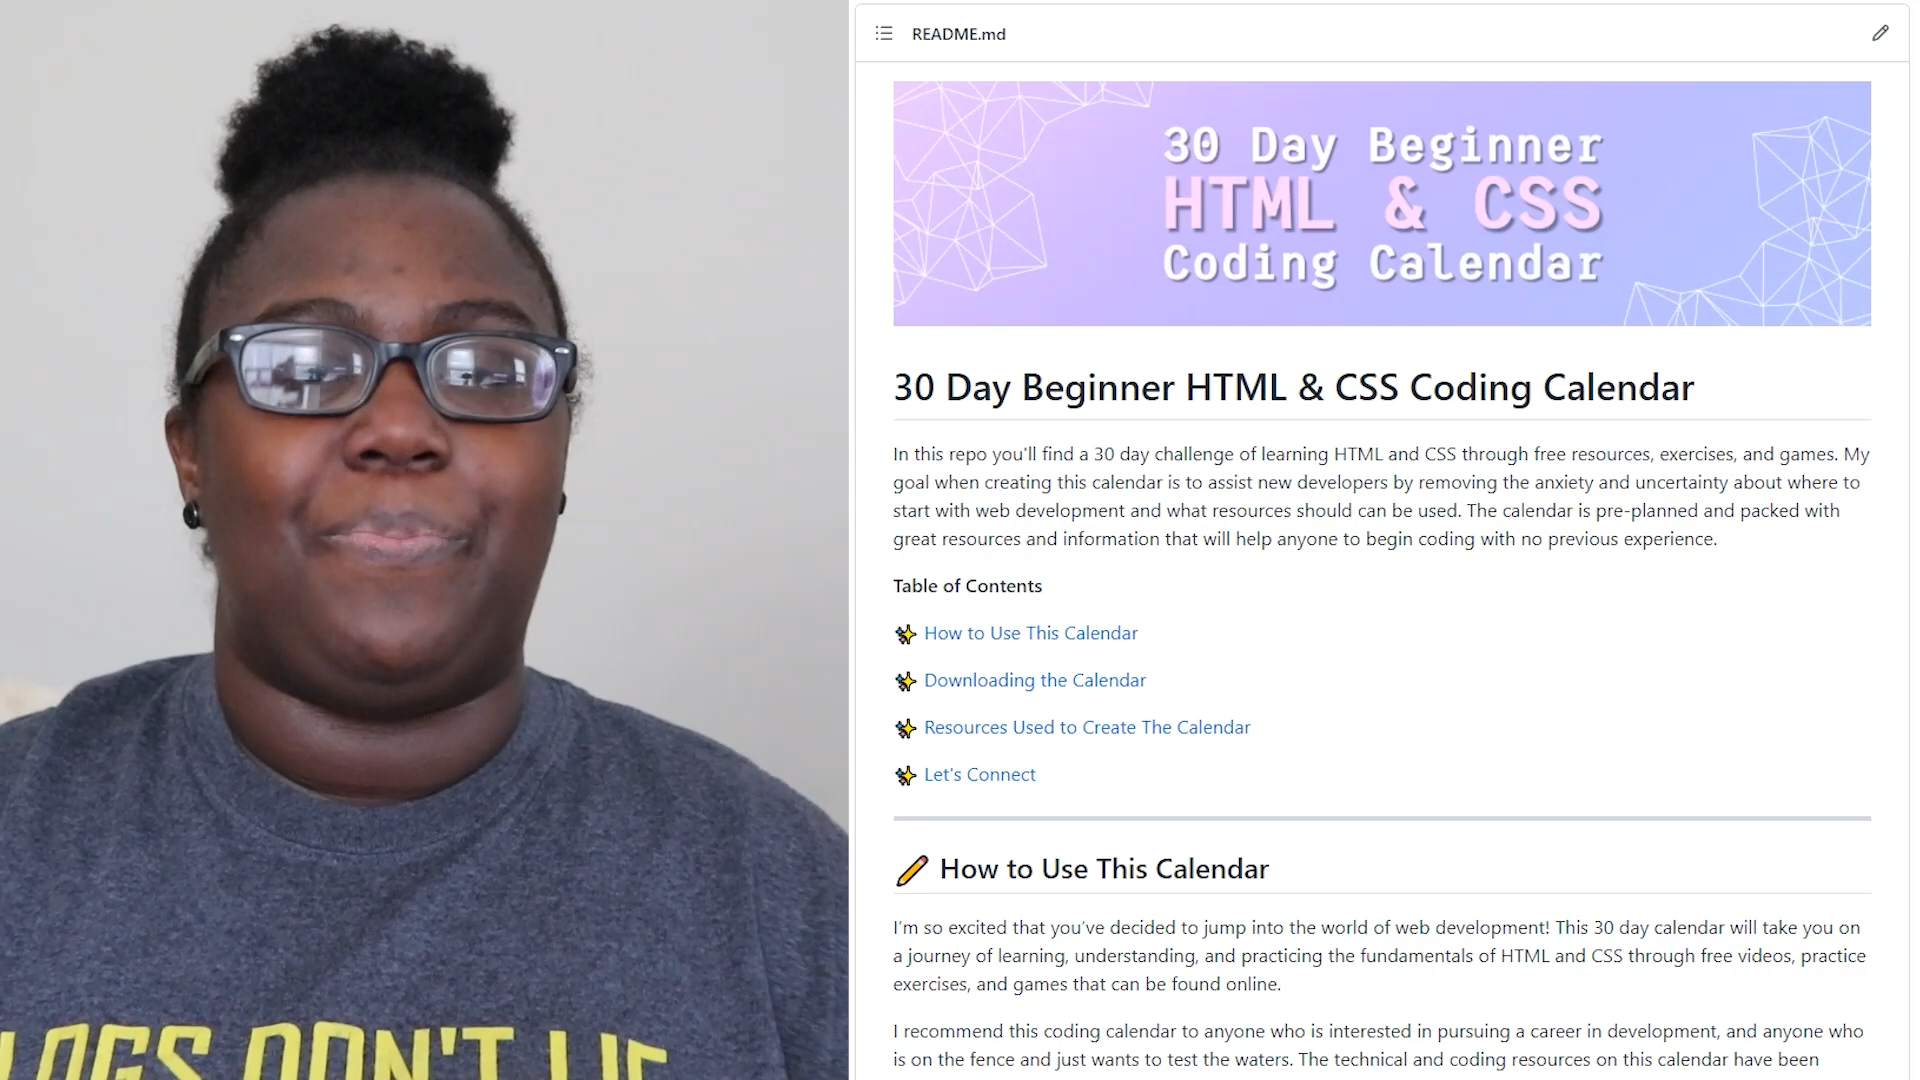 LOGS DON'T LIE
README.md
30 Day Beginner
HTML & CSS
Coding Calendar
30 Day Beginner HTML & CSS Coding Calendar
In this repo you'll find a 30 day challenge of learning HTML and CSS through free resources, exercises, and games. My
goal when creating this calendar is to assist new developers by removing the anxiety and uncertainty about where to
start with web development and what resources should can be used. The calendar is pre-planned and packed with
great resources and information that will help anyone to begin coding with no previous experience.
Table of Contents
✨ How to Use This Calendar
✨ Downloading the Calendar
✨ Resources Used to Create The Calendar
✨ Let's Connect
✏️ How to Use This Calendar
I'm so excited that you've decided to jump into the world of web development! This 30 day calendar will take you on
a journey of learning, understanding, and practicing the fundamentals of HTML and CSS through free videos, practice
exercises, and games that can be found online.
I recommend this coding calendar to anyone who is interested in pursuing a career in development, and anyone who
is on the fence and just wants to test the waters. The technical and coding resources on this calendar have been